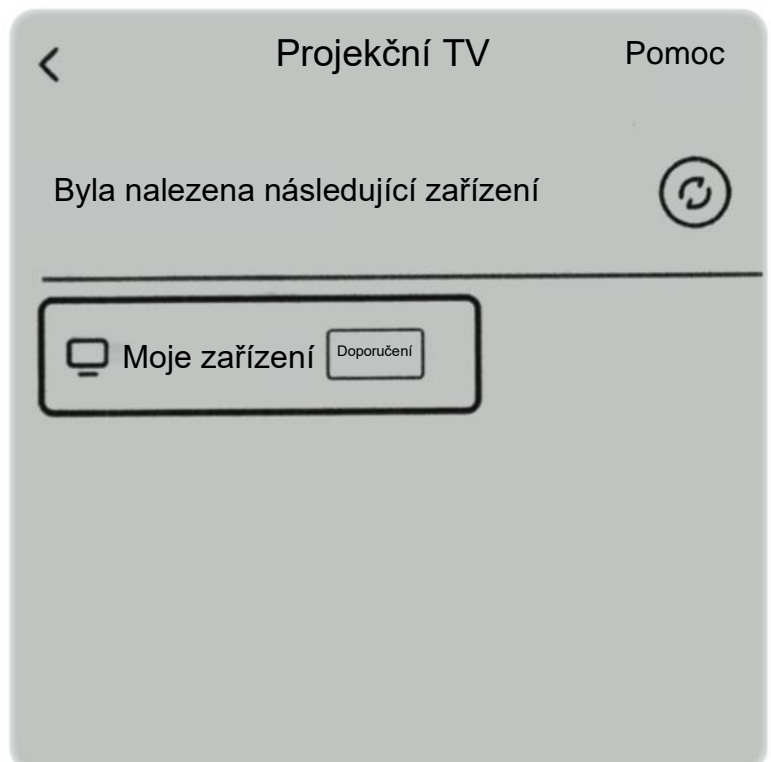 Projekční TV
Pomoc
Byla nalezena následující zařízení
Moje zařízení
Doporučení